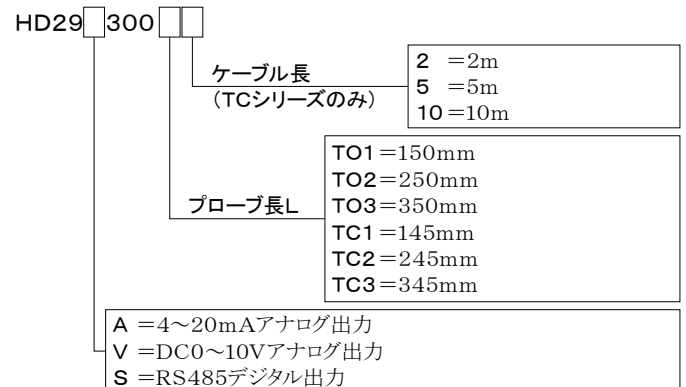 HD29□300□□
ケーブル長
(TCシリーズのみ)
2 =2m
5 =5m
10=10m
プローブ長L
TO1=150mm
TO2=250mm
TO3=350mm
TC1=145mm
TC2=245mm
TC3=345mm
A =4~20mAアナログ出力
V =DC0~10Vアナログ出力
S =RS485デジタル出力